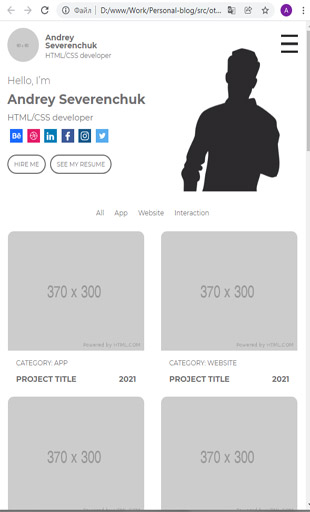 Файл
D:/www/Work/Personal-blog/src/ot...
A
Andrey
Severenchuk
HTML/CSS developer
Hello, I'm
Andrey Severenchuk
HTML/CSS developer
Bē
in
f
HIRE ME
SEE MY RESUME
All App Website Interaction
370 x 300
Powered by HTML.COM
370 x 300
Powered by HTML.COM
CATEGORY: APP
PROJECT TITLE 2021
CATEGORY: WEBSITE
PROJECT TITLE 2021
370 x 300
370 x 300